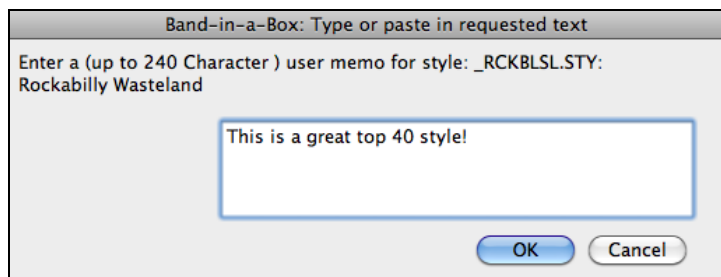 Band-in-a-Box: Type or paste in requested text
Enter a (up to 240 Character ) user memo for style: _RCKBLSL.STY:
Rockabilly Wasteland
This is a great top 40 style!
OK Cancel